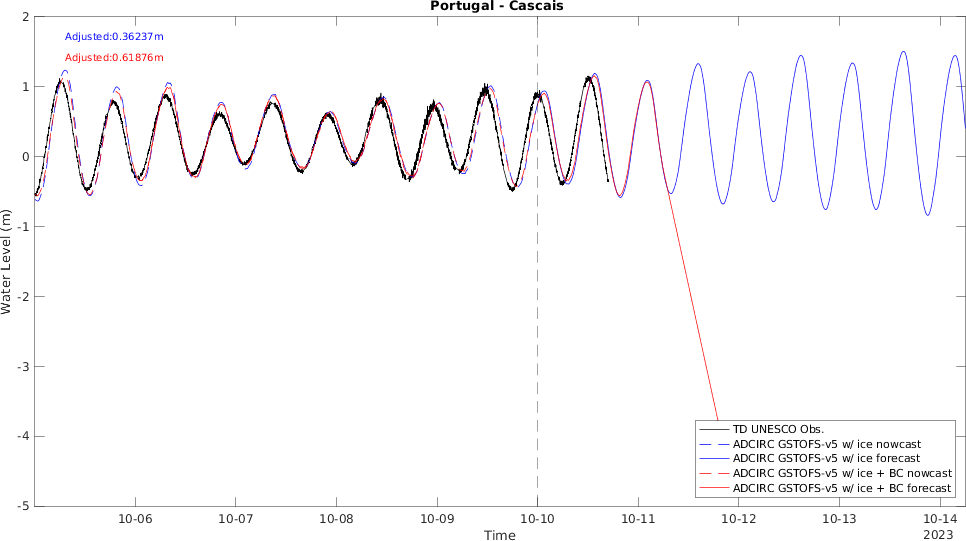 Portugal - Cascais
Adjusted:0.36237m
Adjusted:0.61876m
2
1
0
-1
-2
-3
-4
-5
Water Level (m)
10-06
10-07
10-08
10-09
10-10
10-11
10-12
10-13
10-14
2023
Time
TD UNESCO Obs.
ADCIRC GSTOFS-v5 w/ ice nowcast
ADCIRC GSTOFS-v5 w/ ice forecast
ADCIRC GSTOFS-v5 w/ ice + BC nowcast
ADCIRC GSTOFS-v5 w/ ice + BC forecast